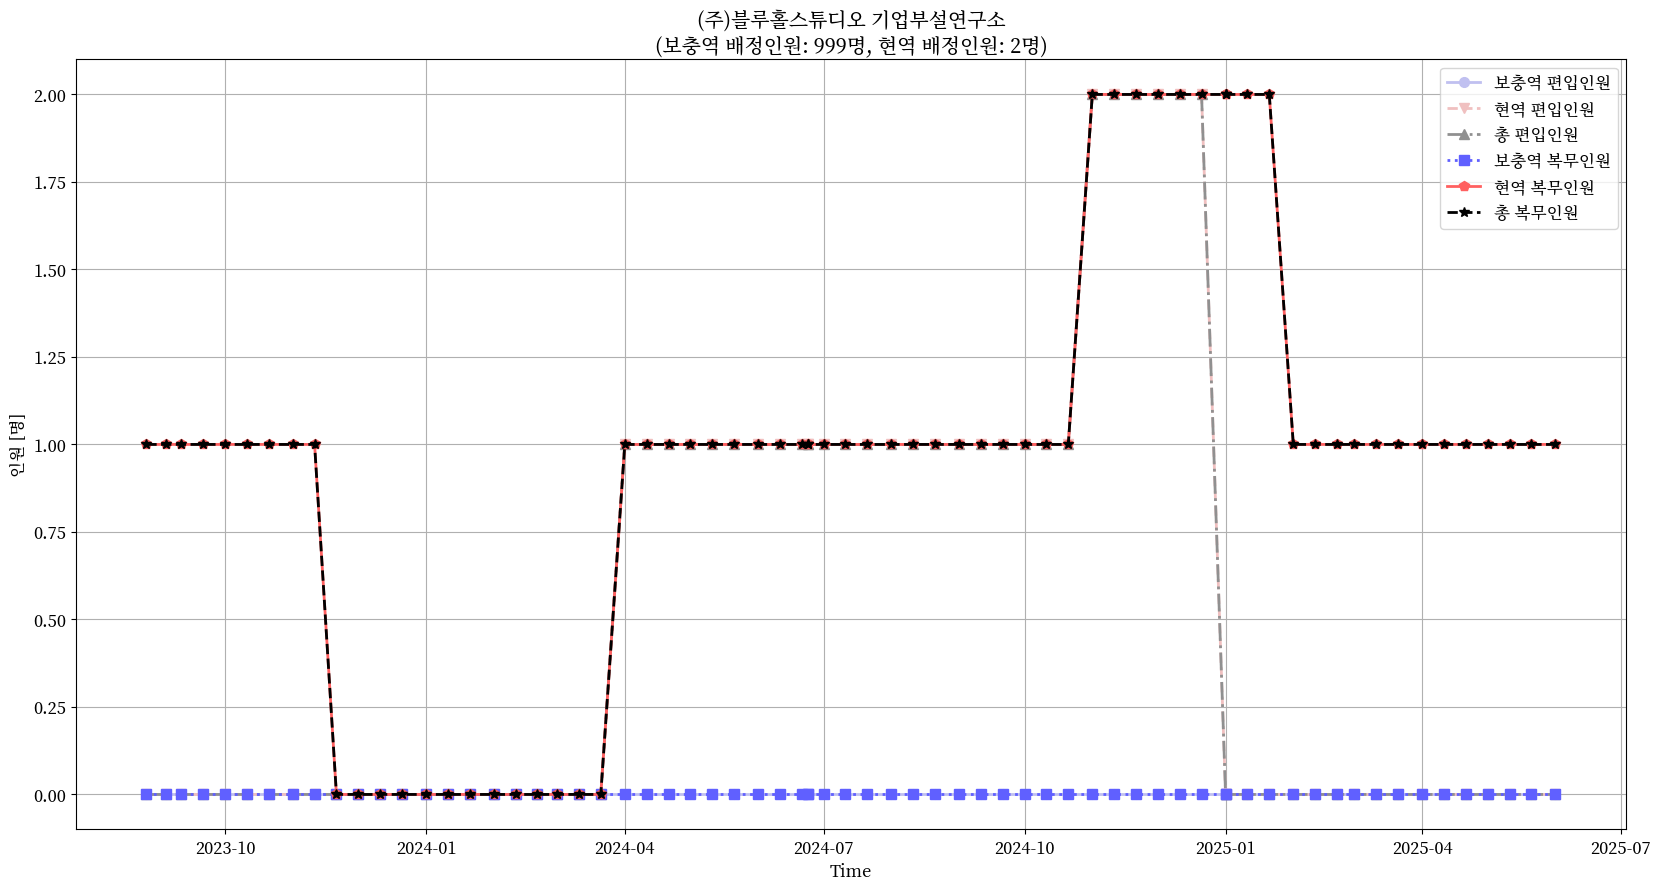 (주)블루홀스튜디오 기업부설연구소
(보충역 배정인원: 999명, 현역 배정인원: 2명)
보충역 편입인원
현역 편입인원
총 편입인원
보충역 복무인원
현역 복무인원
총 복무인원
인원 [명]
2.00
1.75
1.50
1.25
1.00
0.75
0.50
0.25
0.00
2023-10
2024-01
2024-04
2024-07
2024-10
2025-01
2025-04
2025-07
Time